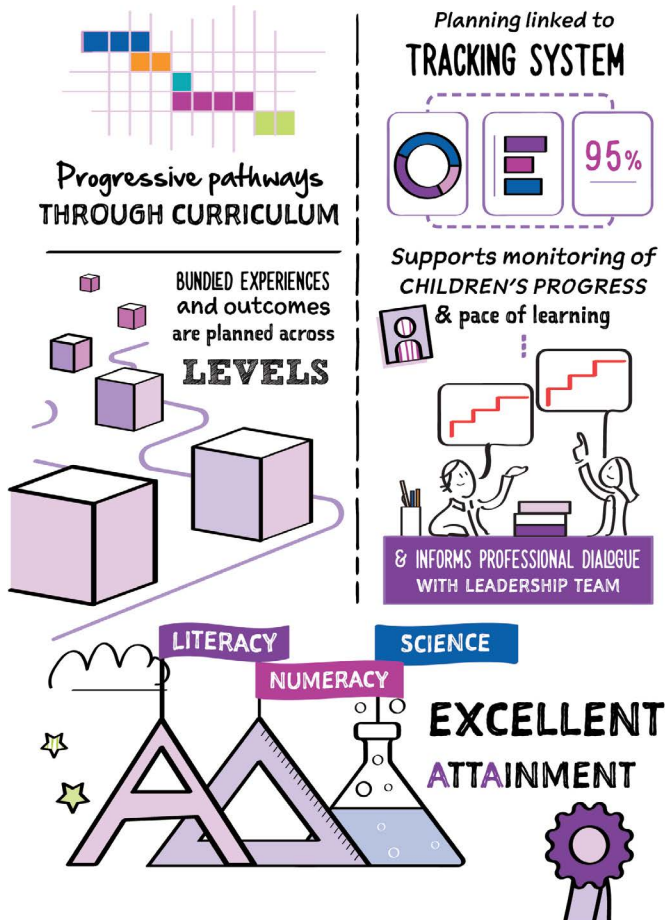 Progressive pathways
THROUGH CURRICULUM
BUNDLED EXPERIENCES
and outcomes
are planned across
LEVELS
Planning linked to
TRACKING SYSTEM
95%
Supports monitoring of
CHILDREN'S PROGRESS
& pace of learning
& INFORMS PROFESSIONAL DIALOGUE
WITH LEADERSHIP TEAM
LITERACY
SCIENCE
NUMERACY
EXCELLENT
ATTAINMENT